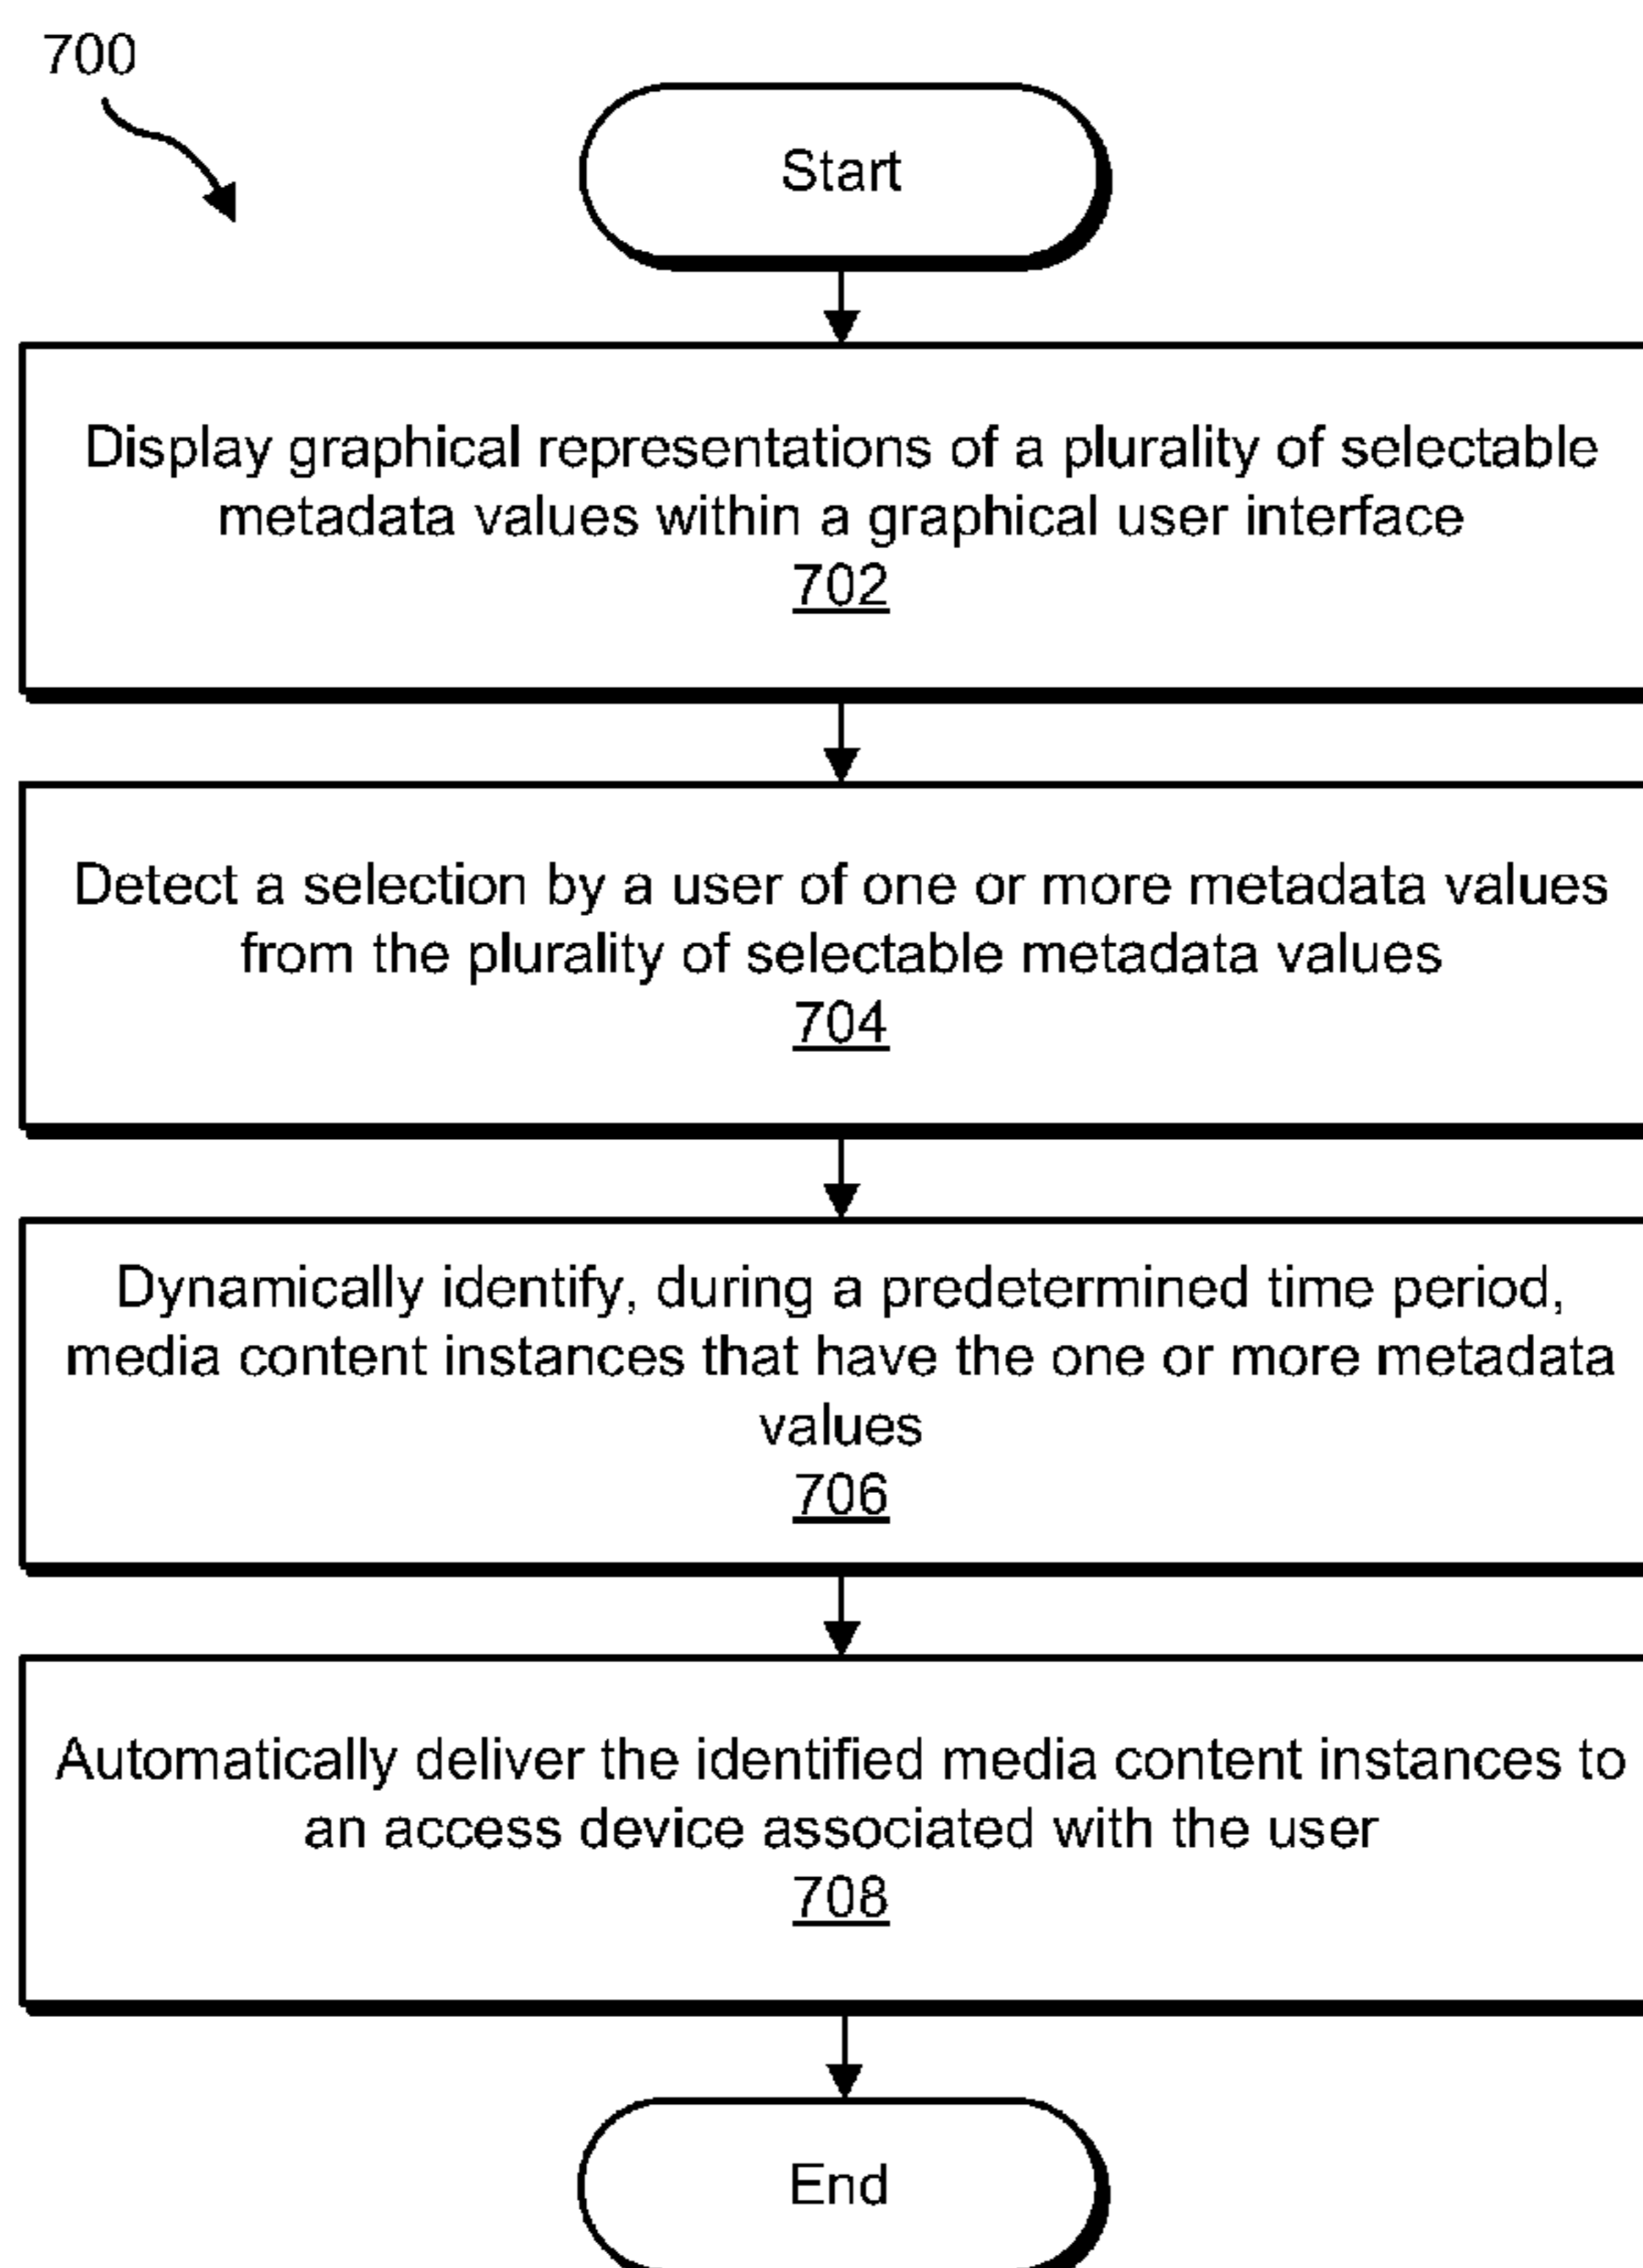 700
Start
Display graphical representations of a plurality of selectable
metadata values within a graphical user interface
702
Detect a selection by a user of one or more metadata values
from the plurality of selectable metadata values
704
Dynamically identify, during a predetermined time period,
media content instances that have the one or more metadata
values
706
Automatically deliver the identified media content instances to
an access device associated with the user
708
End